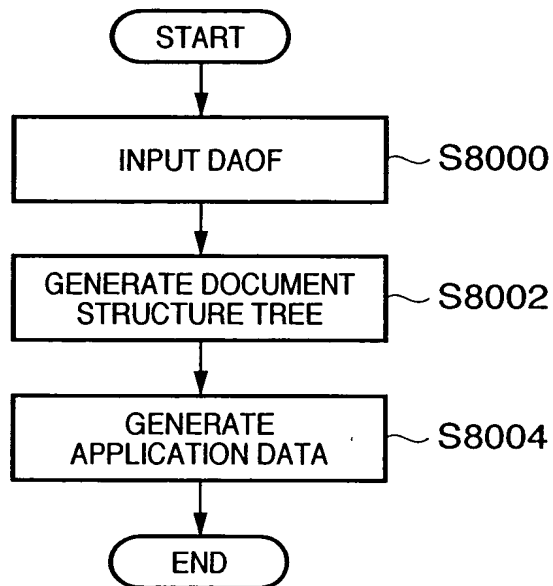 START
INPUT DAOF
S8000
GENERATE DOCUMENT
STRUCTURE TREE
S8002
GENERATE
APPLICATION DATA
S8004
END